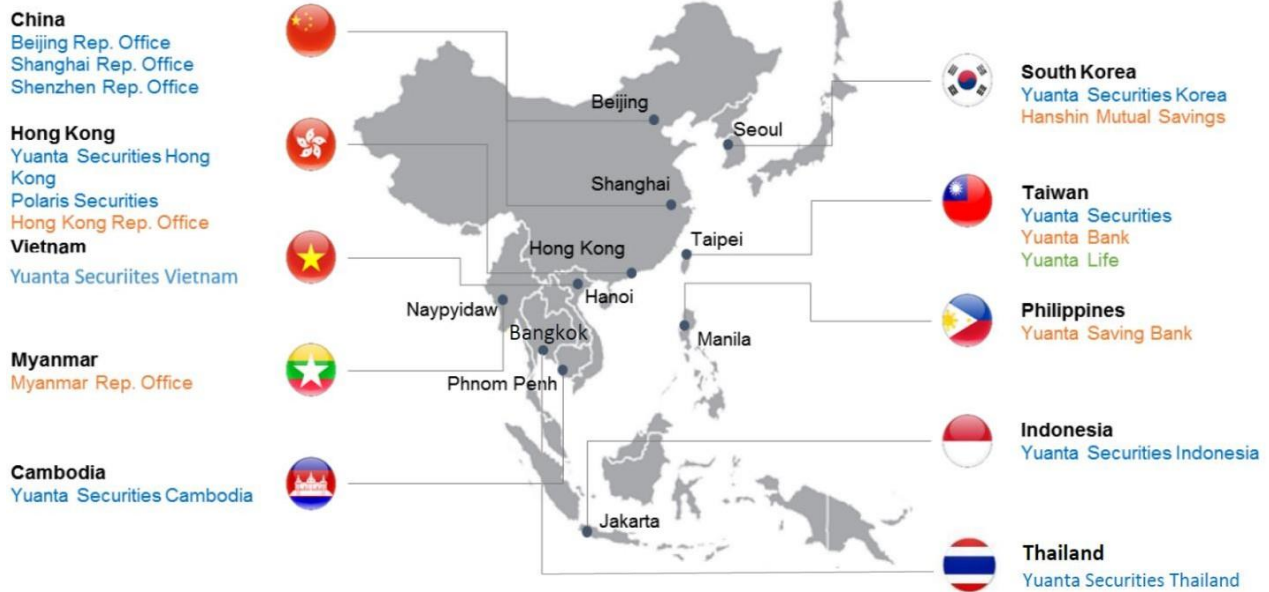 China
Beijing Rep. Office
Shanghai Rep. Office
Shenzhen Rep. Office
Hong Kong
Yuanta Securities Hong
Kong
Polaris Securities
Hong Kong Rep. Office
Vietnam
Yuanta Securiites Vietnam
Myanmar
Myanmar Rep. Office
Cambodia
Yuanta Securities Cambodia
Beijing
Seoul
Shanghai
Taipei
Hong Kong
Hanoi
Naypyidaw
Bangkok
Manila
Phnom Penh
Jakarta
South Korea
Yuanta Securities Korea
Hanshin Mutual Savings
Taiwan
Yuanta Securities
Yuanta Bank
Yuanta Life
Philippines
Yuanta Saving Bank
Indonesia
Yuanta Securities Indonesia
Thailand
Yuanta Securities Thailand